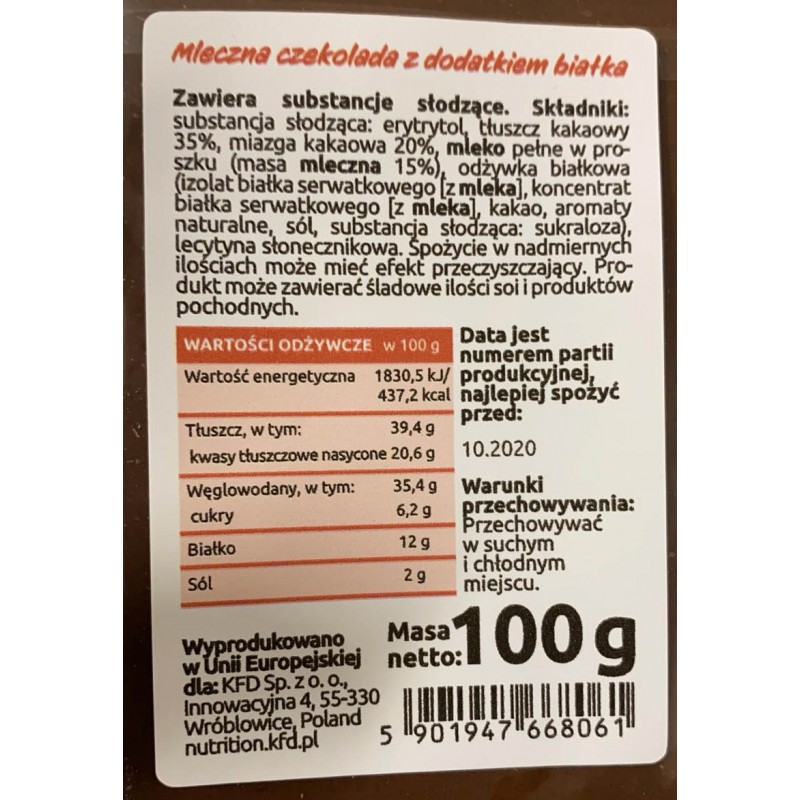 Mleczna czekolada z dodatkiem białka
Zawiera substancje słodzące. Składniki:
substancja słodząca: erytrytol, tłuszcz kakaowy
35%, miazga kakaowa 20%, mleko pełne w pro-
szku (masa mleczna 15%), odżywka białkowa
(izolat białka serwatkowego [z mleka], koncentrat
białka serwatkowego [z mleka], kakao, aromaty
naturalne, sól, substancja słodząca: sukraloza),
lecytyna słonecznikowa. Spożycie w nadmiernych
ilościach może mieć efekt przeczyszczający. Pro-
dukt może zawierać śladowe ilości soi i produktów
pochodnych.
WARTOŚCI ODŻYWCZE w 100 g
Wartość energetyczna 1830,5 kJ/
437,2 kcal
Tłuszcz, w tym: 39,4 g
kwasy tłuszczowe nasycone 20,6 g
Węglowodany, w tym: 35,4 g
cukry 6,2 g
Białko 12 g
Sól 2 g
Data jest
numerem partii
produkcyjnej,
najlepiej spożyć
przed:
10.2020
Warunki
przechowywania:
Przechowywać
w suchym
i chłodnym
miejscu.
Wyprodukowano
w Unii Europejskiej
dla: KFD Sp. z o. o.,
Innowacyjna 4, 55-330
Wróblowice, Poland
nutrition.kfd.pl
Masa
netto: 100 g
5 901947 668061